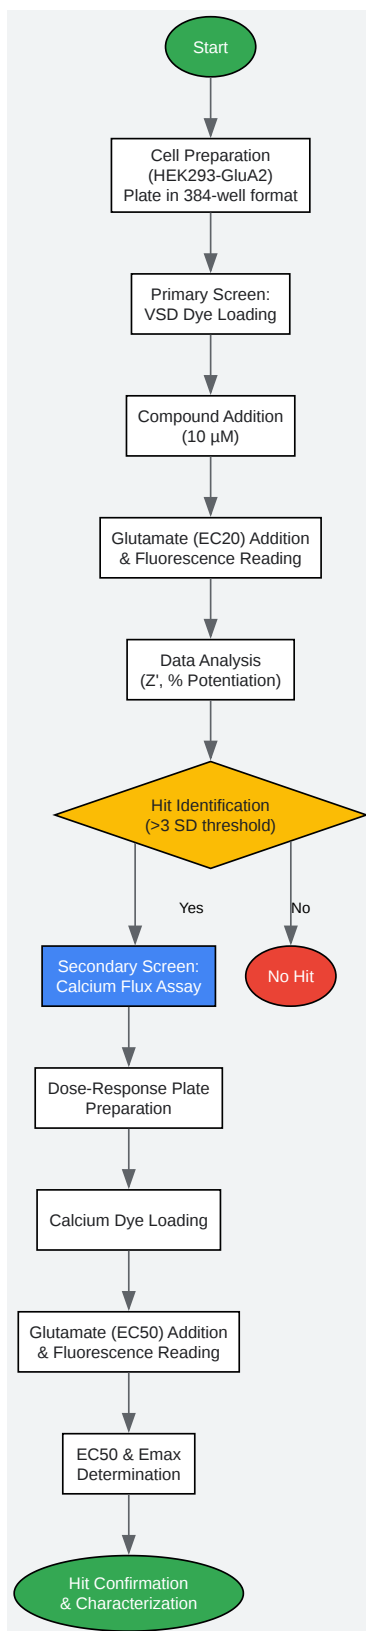 Start
Cell Preparation
(HEK293-GluA2)
Plate in 384-well format
Primary Screen:
VSD Dye Loading
Compound Addition
(10 µM)
Glutamate (EC20) Addition
& Fluorescence Reading
Data Analysis
(Z', % Potentiation)
Hit Identification
(>3 SD threshold)
Yes
No
Secondary Screen:
Calcium Flux Assay
No Hit
Dose-Response Plate
Preparation
Calcium Dye Loading
Glutamate (EC50) Addition
& Fluorescence Reading
EC50 & Emax
Determination
Hit Confirmation
& Characterization